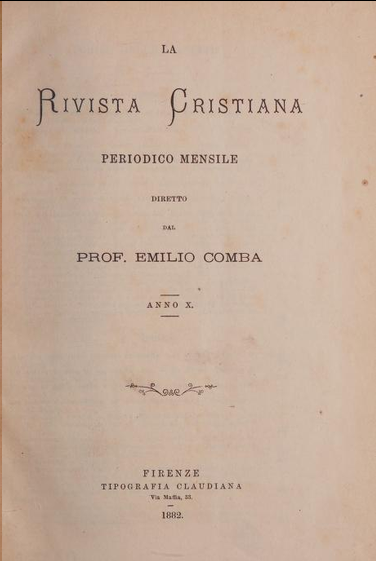 LA
RIVISTA CRISTIANA
PERIODICO MENSILE
DIRETTO
DAL
PROF. EMILIO COMBA
ANNO X.
FIRENZE
TIPOGRAFIA CLAUDIANA
Via Maffia, 33.
1882.